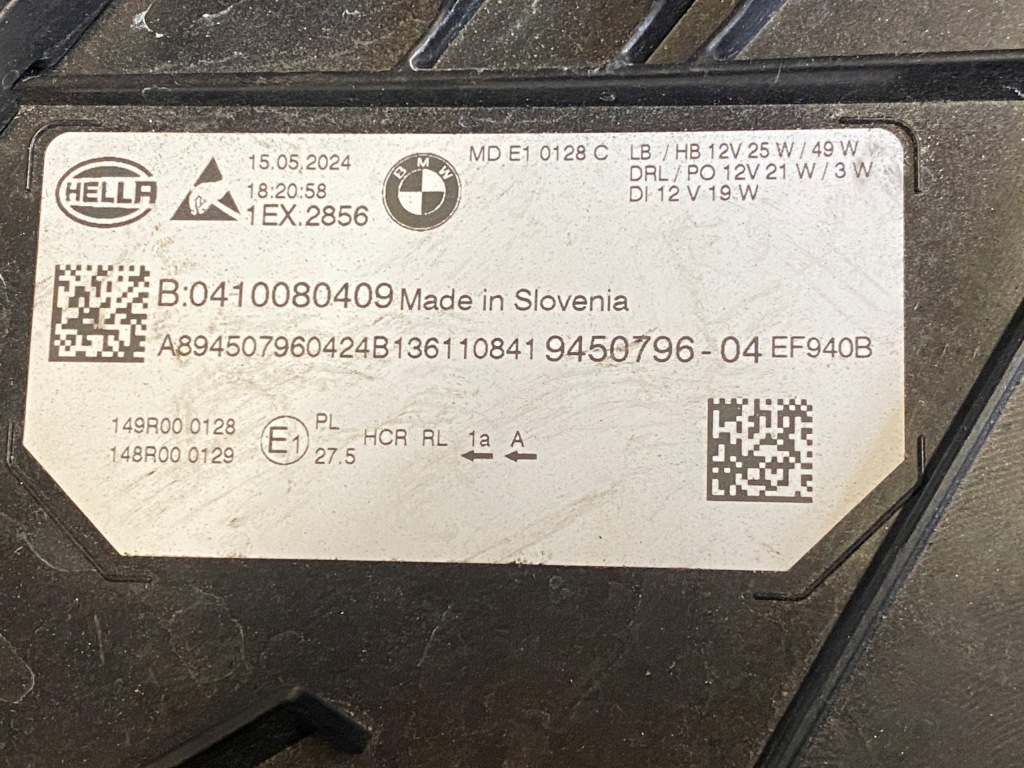 HELLA
15.05.2024
18:20:58
1EX.2856
BMW
MD E1 0128 C
LB / HB 12V 25 W / 49 W
DRL / PO 12V 21 W / 3 W
DI 12 V 19 W
B:0410080409 Made in Slovenia
A894507960424B136110841 9450796-04 EF940B
149R00 0128
148R00 0129
E1
PL
27.5
HCR RL 1a A